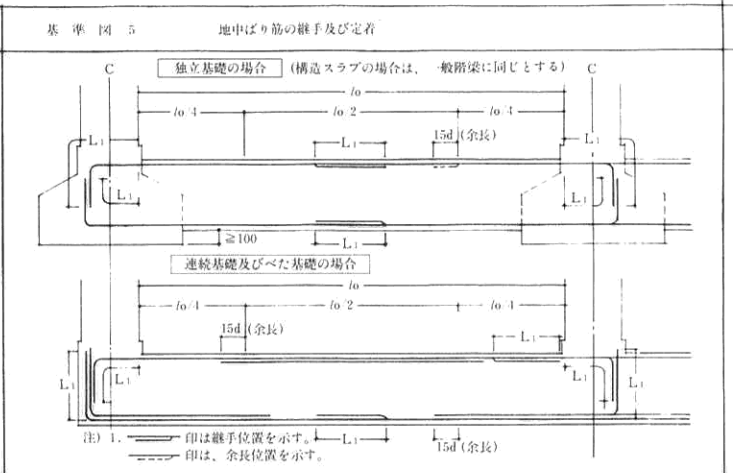 基準図5 地中ばり筋の継手及び定着
C 独立基礎の場合 (構造スラブの場合は、一般階梁に同じとする) C
lo
lo/4 lo/2 lo/4
L1 L1 15d (余長) L1
L1 L1
≧100 L1
連続基礎及びべた基礎の場合
lo
lo/4 lo/2 lo/4
15d (余長) L1
L1 L1 L1 L1
注) 1. 印は継手位置を示す。 L1 15d (余長)
印は、余長位置を示す。